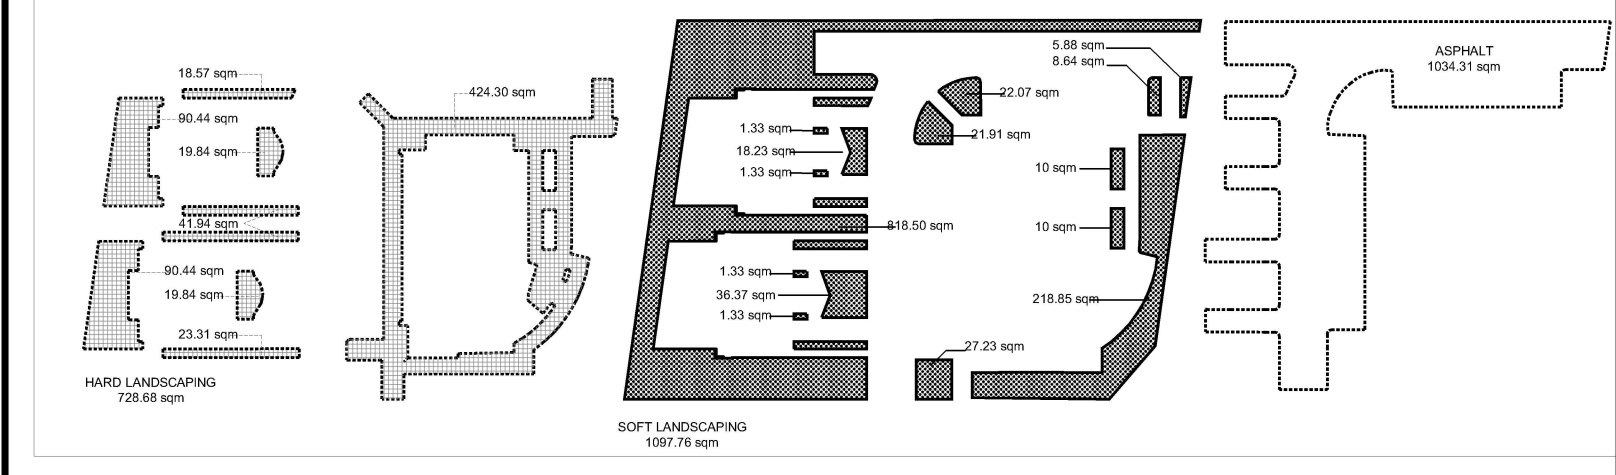 18.57 sqm
90.44 sqm
19.84 sqm
41.94 sqm
90.44 sqm
19.84 sqm
23.31 sqm
HARD LANDSCAPING
728.68 sqm
424.30 sqm
1.33 sqm
18.23 sqm
1.33 sqm
818.50 sqm
1.33 sqm
36.37 sqm
1.33 sqm
SOFT LANDSCAPING
1097.76 sqm
5.88 sqm
8.64 sqm
22.07 sqm
21.91 sqm
10 sqm
10 sqm
218.85 sqm
27.23 sqm
ASPHALT
1034.31 sqm